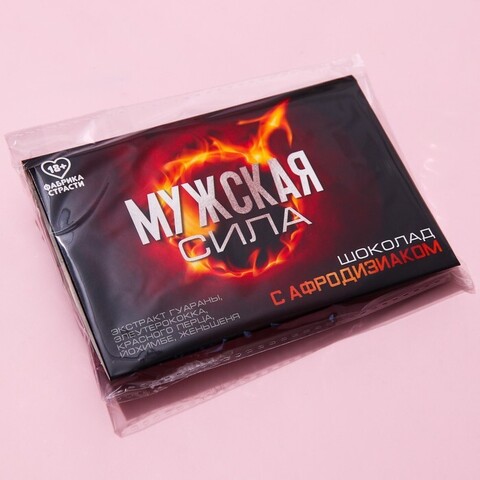 18+
ФАБРИКА
СТРАСТИ
МУЖСКАЯ
СИЛА
ШОКОЛАД
С АФРОДИЗИАКОМ
ЭКСТРАКТ ГУАРАНЫ,
ЭЛЕУТЕРОКОККА,
КРАСНОГО ПЕРЦА,
ЙОХИМБЕ, ЖЕНЬШЕНЯ